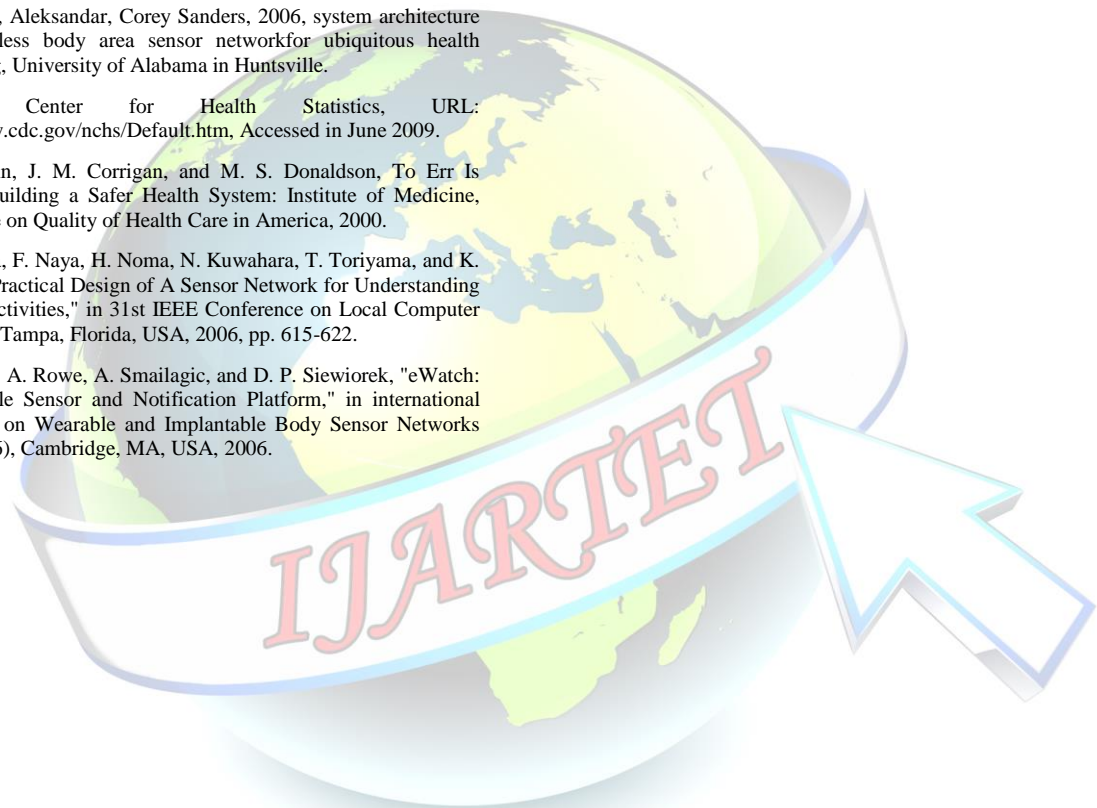 , Aleksandar, Corey Sanders, 2006, system architecture
less body area sensor networkfor ubiquitous health
, University of Alabama in Huntsville.
Center for Health Statistics, URL:
.cdc.gov/nchs/Default.htm, Accessed in June 2009.
n, J. M. Corrigan, and M. S. Donaldson, To Err Is
uilding a Safer Health System: Institute of Medicine,
e on Quality of Health Care in America, 2000.
, F. Naya, H. Noma, N. Kuwahara, T. Toriyama, and K.
Practical Design of A Sensor Network for Understanding
ctivities," in 31st IEEE Conference on Local Computer
Tampa, Florida, USA, 2006, pp. 615-622.
A. Rowe, A. Smailagic, and D. P. Siewiorek, "eWatch:
le Sensor and Notification Platform," in international
on Wearable and Implantable Body Sensor Networks
), Cambridge, MA, USA, 2006.
IJARTET